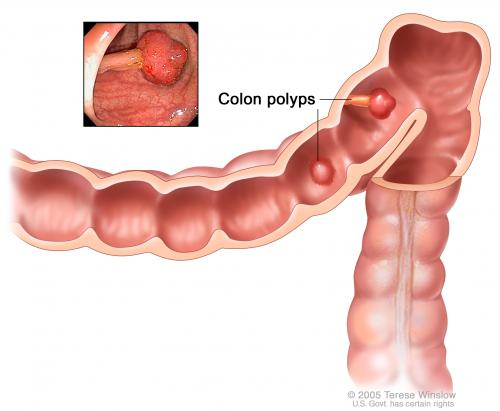 Colon polyps
© 2005 Terese Winslow
U.S. Govt. has certain rights